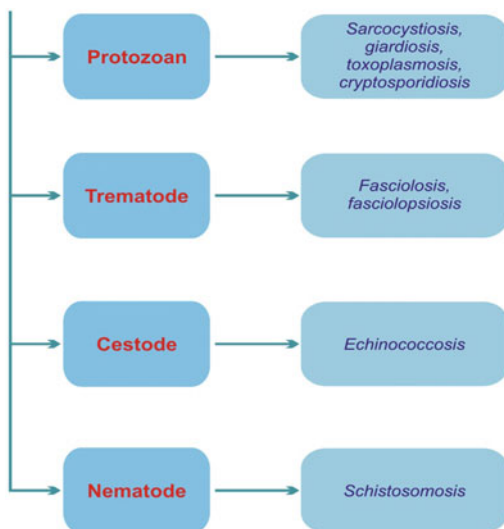 Protozoan
Sarcocystiosis,
giardiosis,
toxoplasmosis,
cryptosporidiosis
Trematode
Fasciolosis,
fasciolopsiosis
Cestode
Echinococcosis
Nematode
Schistosomosis